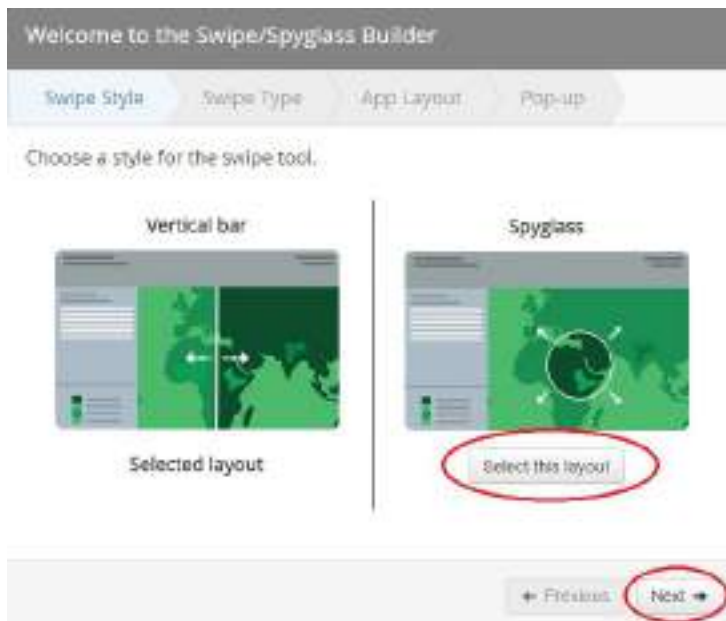 Welcome to the Swipe/Spyglass Builder
Swipe Style Swipe Type App Layout Pop-up
Choose a style for the swipe tool.
Vertical bar Spyglass
Selected layout Select this layout
Previous Next